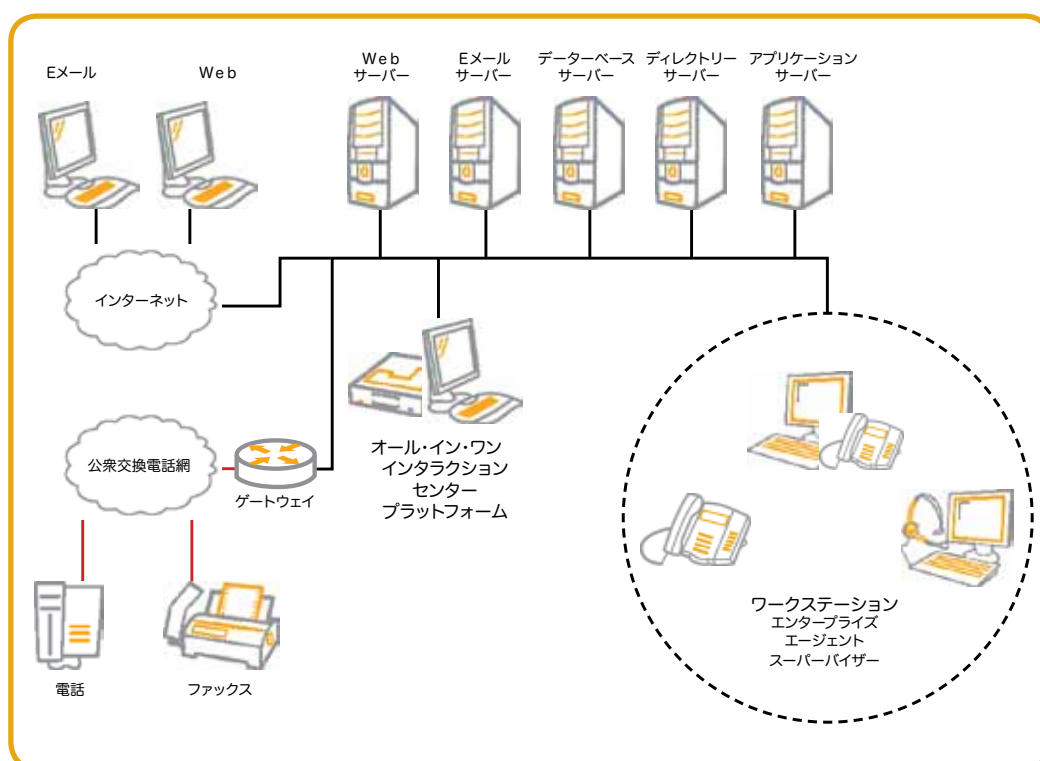 Eメール
Web
Web
サーバー
Eメール
サーバー
データーベース
サーバー
ディレクトリー
サーバー
アプリケーション
サーバー
インターネット
公衆交換電話網
ゲートウェイ
オール・イン・ワン
インタラクション
センター
プラットフォーム
ワークステーション
エンタープライズ
エージェント
スーパーバイザー
電話
ファックス